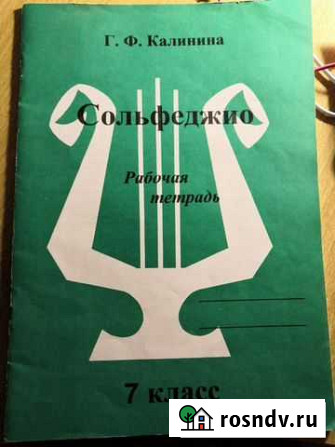 Г. Ф. Калинина
Сольфеджио
Рабочая
тетрадь
7 класс
rosndv.ru